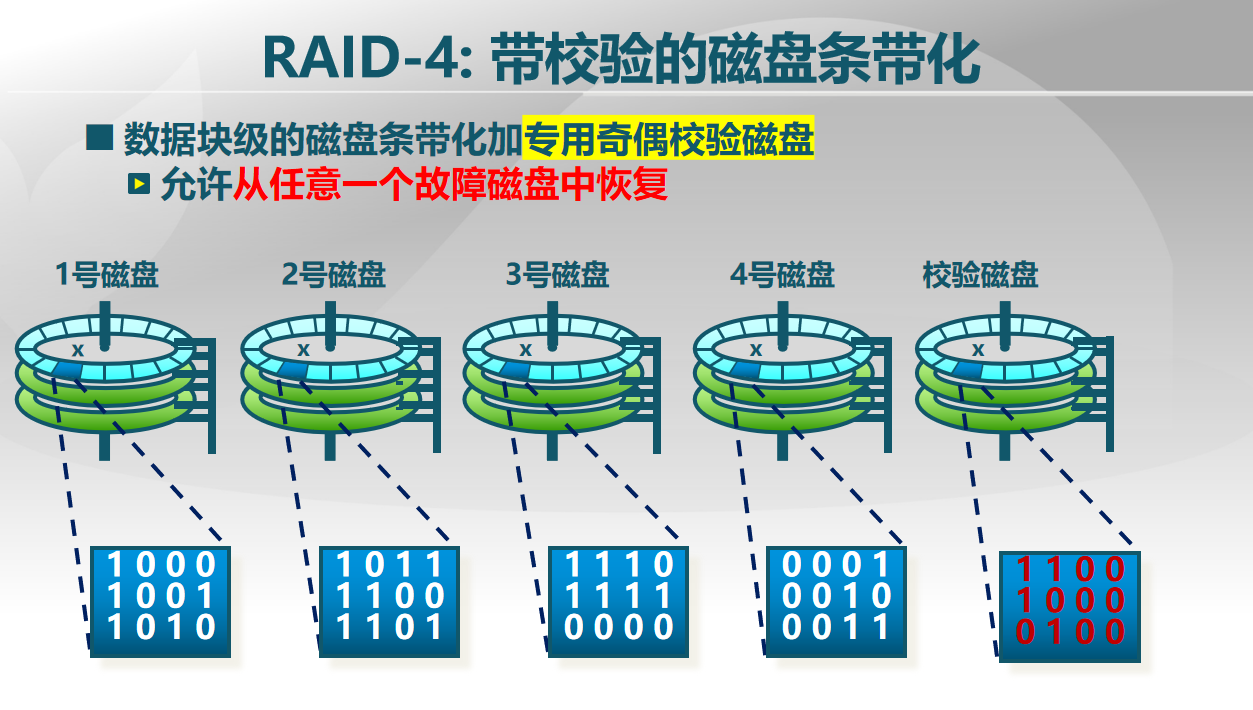 RAID-4: 带校验的磁盘条带化
数据块级的磁盘条带化加专用奇偶校验磁盘
允许从任意一个故障磁盘中恢复
1号磁盘 2号磁盘 3号磁盘 4号磁盘 校验磁盘
x x x x x
1 0 0 0 1 0 1 1 1 1 1 0 0 0 0 1 1 1 0 0
1 0 0 1 1 1 0 0 1 1 1 1 0 0 1 0 1 0 0 0
1 0 1 0 1 1 0 1 0 0 0 0 0 0 1 1 0 1 0 0